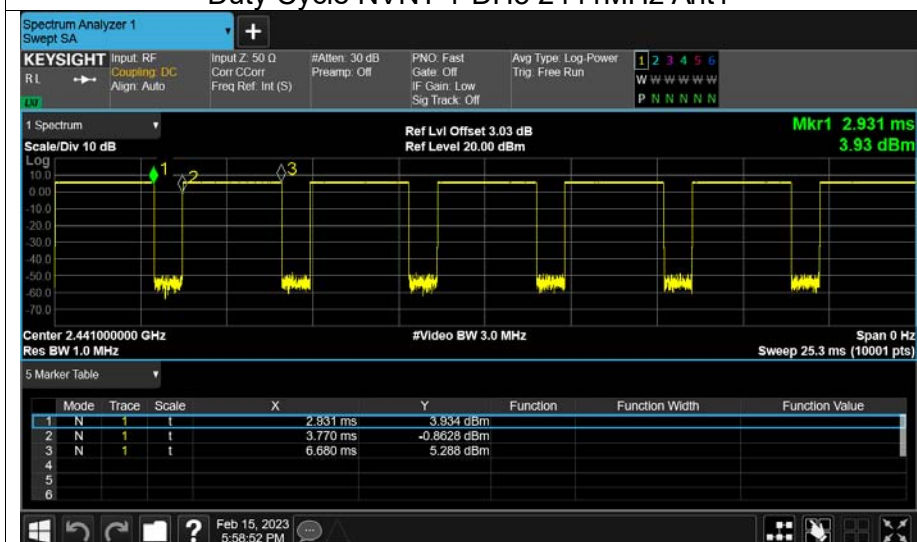 Duty Cycle NVNT 1-DH5 2441MHz Ant1
Spectrum Analyzer 1
Swept SA
+
KEYSIGHT
R L
LXI
Input: RF
Coupling: DC
Align: Auto
Input Z: 50 Ω
Corr CCorr
Freq Ref: Int (S)
#Atten: 30 dB
Preamp: Off
PNO: Fast
Gate: Off
IF Gain: Low
Sig Track: Off
Avg Type: Log-Power
Trig: Free Run
1 2 3 4 5 6
W W W W W W
P N N N N N
1 Spectrum
Scale/Div 10 dB
Ref Lvl Offset 3.03 dB
Ref Level 20.00 dBm
Mkr1 2.931 ms
3.93 dBm
Log
1
2
3
10.0
0.00
-10.0
-20.0
-30.0
-40.0
-50.0
-60.0
-70.0
Center 2.441000000 GHz
Res BW 1.0 MHz
#Video BW 3.0 MHz
Span 0 Hz
Sweep 25.3 ms (10001 pts)
5 Marker Table
Mode Trace Scale X Y Function Function Width Function Value
1 N 1 t 2.931 ms 3.934 dBm
2 N 1 t 3.770 ms -0.8628 dBm
3 N 1 t 6.680 ms 5.288 dBm
4
5
6
?
Feb 15, 2023
5:58:52 PM